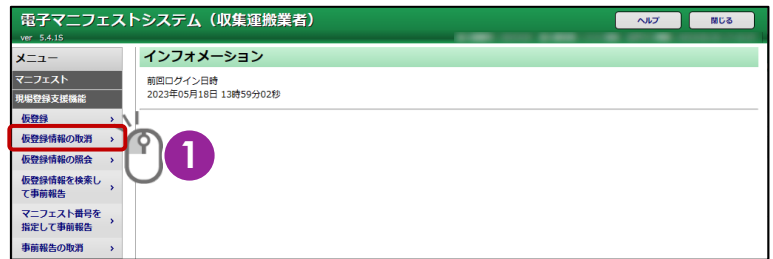 電子マニフェストシステム（収集運搬業者）
ヘルプ
閉じる
ver 5.4.15
メニュー
マニフェスト
現場登録支援機能
仮登録
仮登録情報の取消
仮登録情報の照会
仮登録情報を検索し
て事前報告
マニフェスト番号を
指定して事前報告
事前報告の取消
インフォメーション
前回ログイン日時
2023年05月18日 13時59分02秒
1